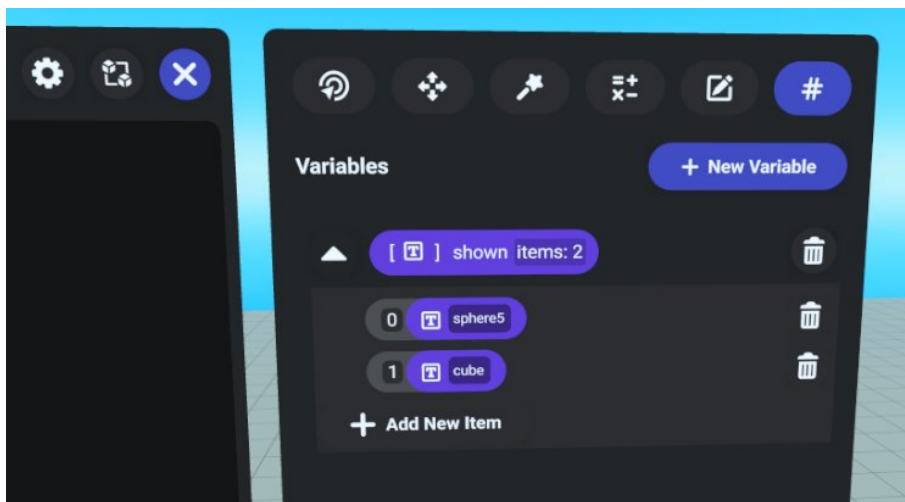 #
Variables
+ New Variable
[ T ] shown items: 2
0 T sphere5
1 T cube
+ Add New Item